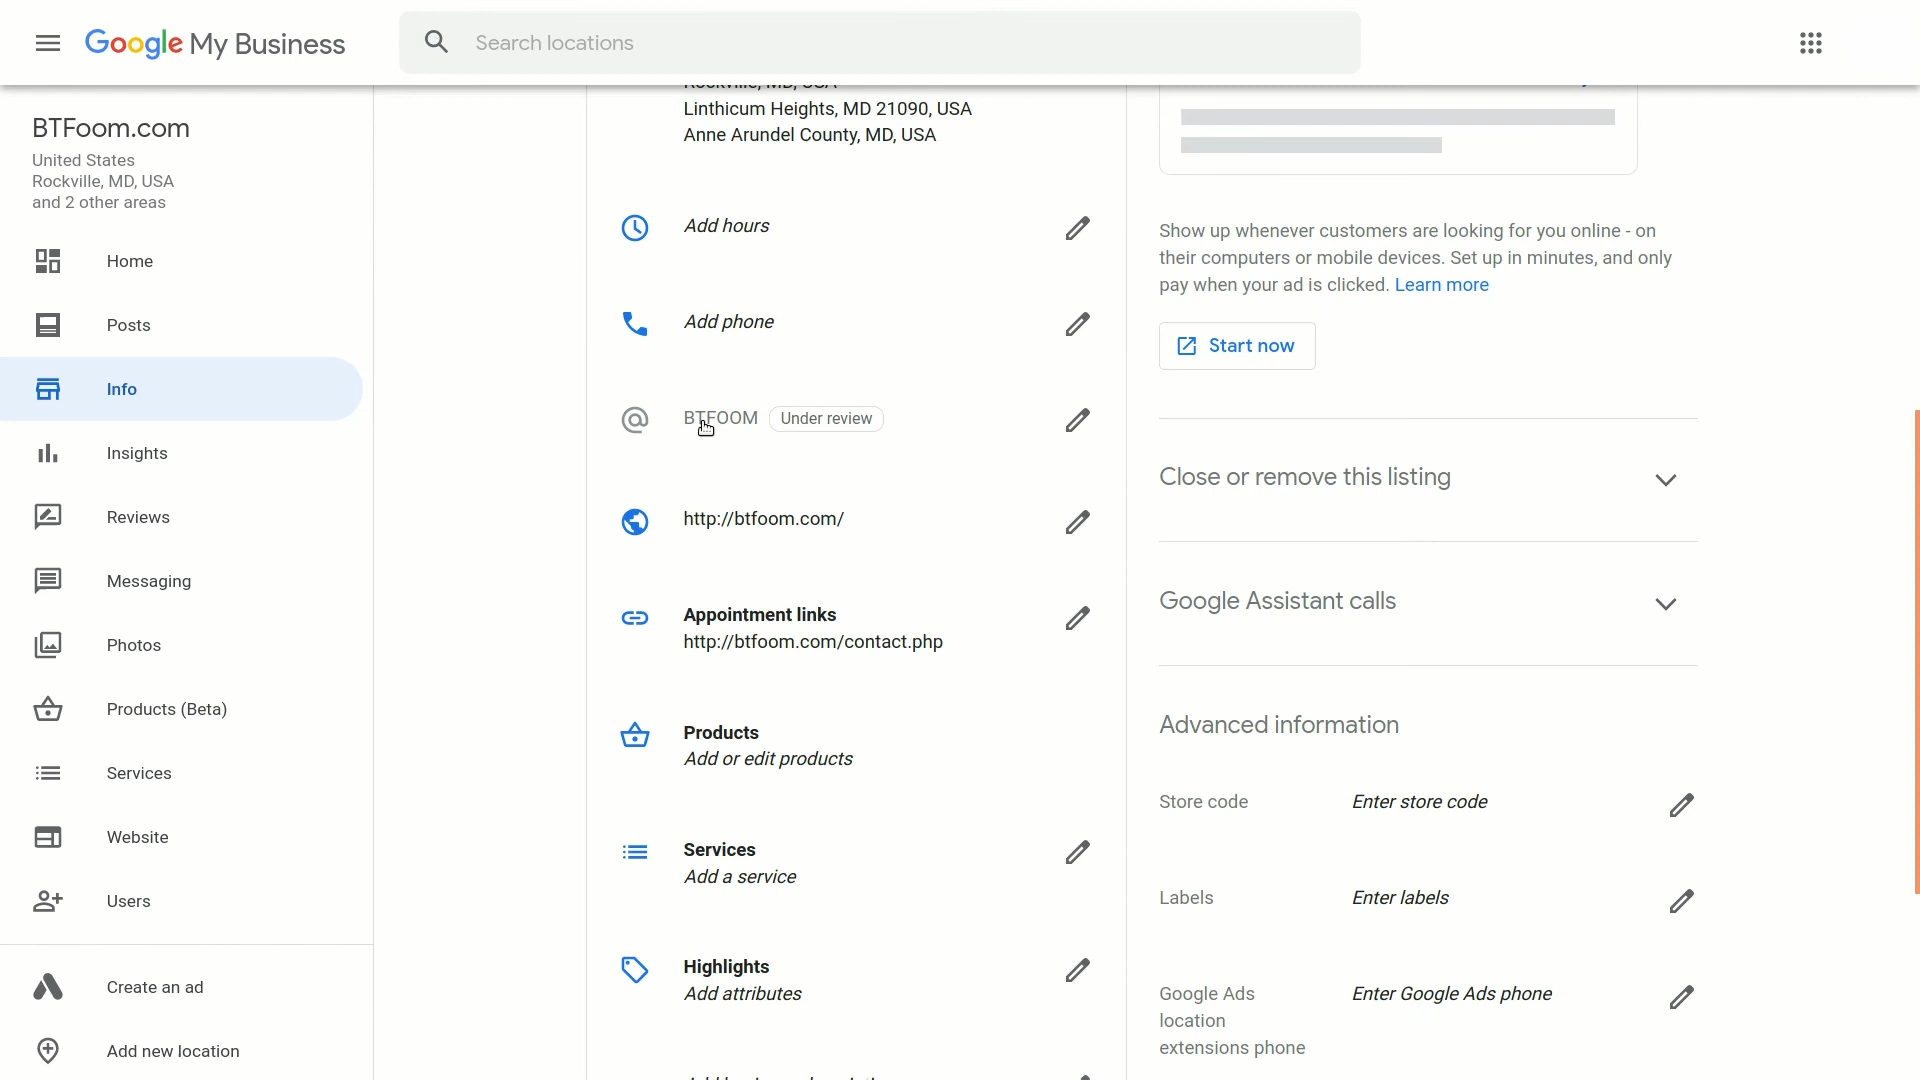 Google My Business
Search locations
BTFoom.com
United States
Rockville, MD, USA
and 2 other areas
Home
Posts
Info
Insights
Reviews
Messaging
Photos
Products (Beta)
Services
Website
Users
Create an ad
Add new location
Rockville, MD, USA
Linthicum Heights, MD 21090, USA
Anne Arundel County, MD, USA
Add hours
Add phone
BTFOOM Under review
http://btfoom.com/
Appointment links
http://btfoom.com/contact.php
Products
Add or edit products
Services
Add a service
Highlights
Add attributes
Show up whenever customers are looking for you online - on
their computers or mobile devices. Set up in minutes, and only
pay when your ad is clicked. Learn more
Start now
Close or remove this listing
Google Assistant calls
Advanced information
Store code Enter store code
Labels Enter labels
Google Ads Enter Google Ads phone
location
extensions phone